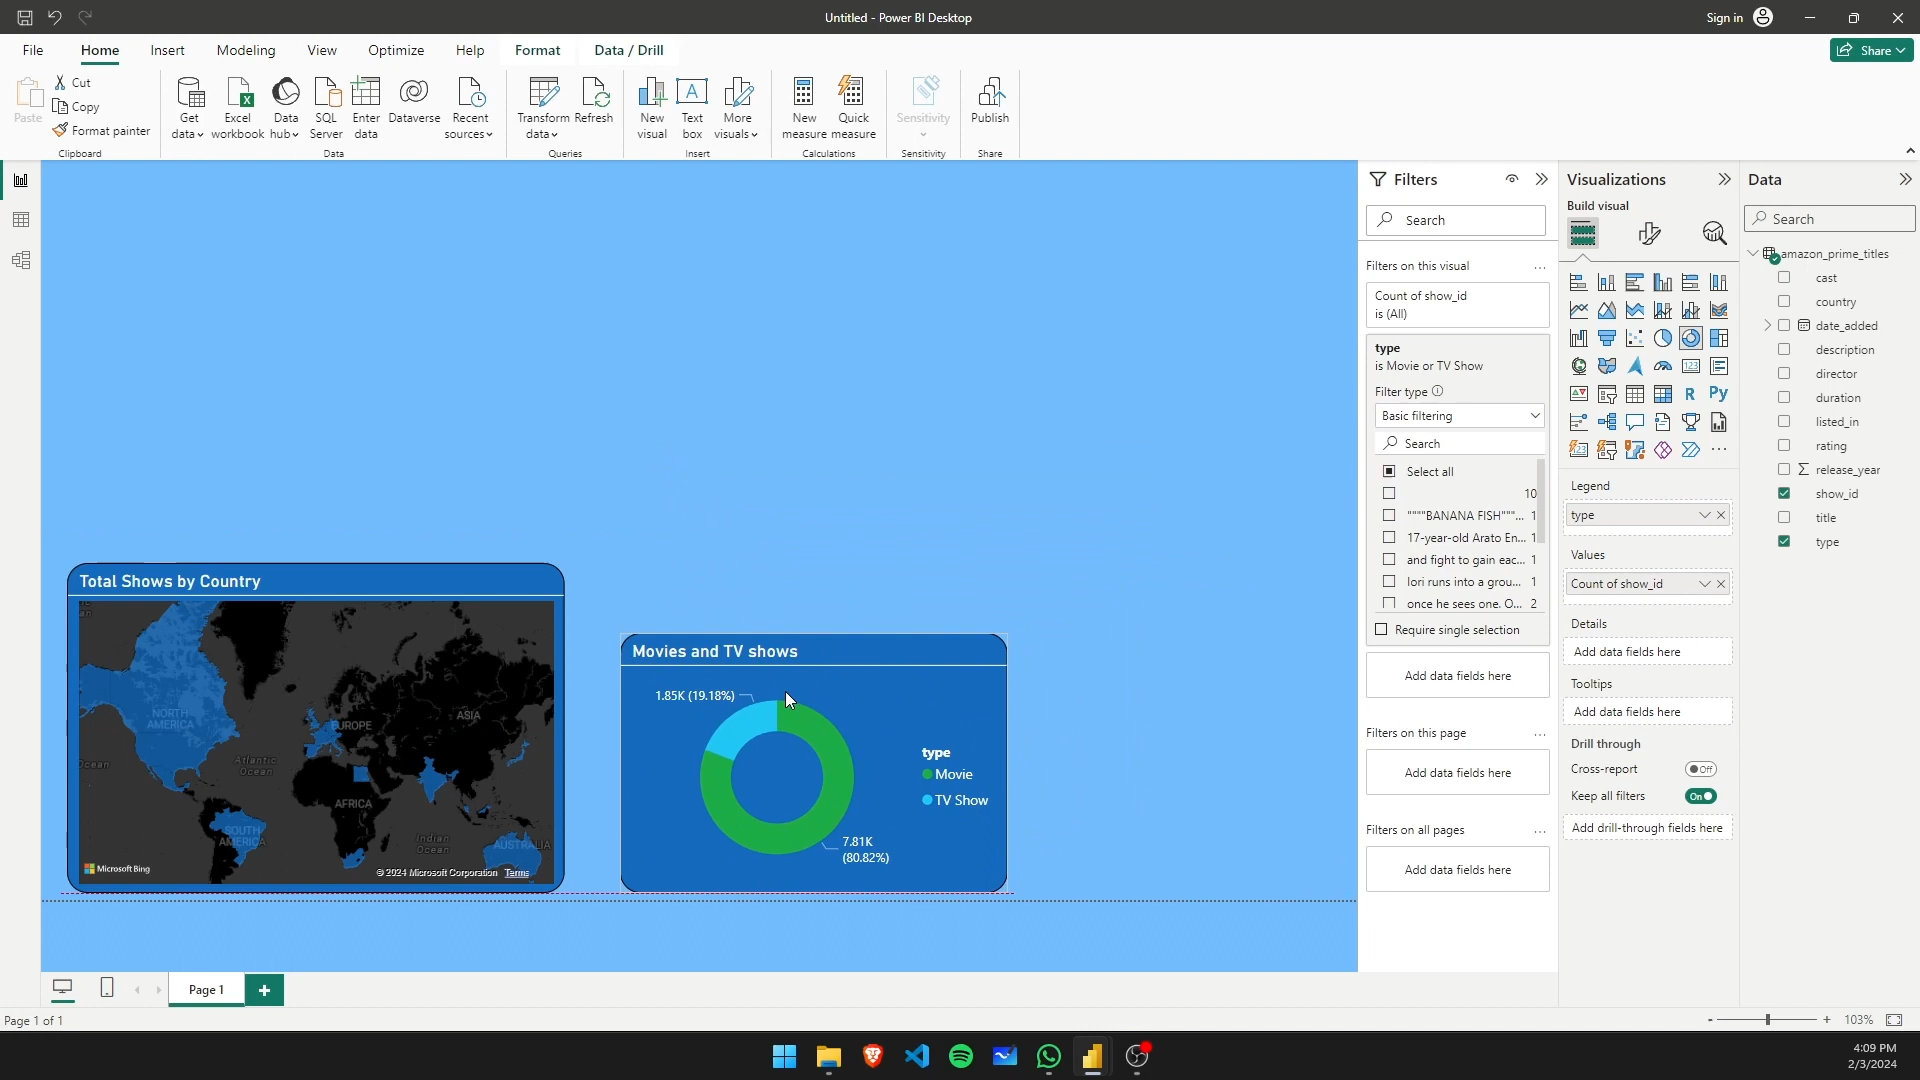 Untitled - Power BI Desktop
Sign in
File
Home
Insert
Modeling
View
Optimize
Help
Format
Data / Drill
Share
Paste
Cut
Copy
Format painter
Clipboard
Get data
Excel workbook
Data hub
SQL Server
Enter data
Dataverse
Recent sources
Data
Transform data
Refresh
Queries
New visual
Text box
More visuals
Insert
New measure
Quick measure
Calculations
Sensitivity
Sensitivity
Publish
Share
Total Shows by Country
NORTH AMERICA
EUROPE
ASIA
Atlantic Ocean
AFRICA
SOUTH AMERICA
Indian Ocean
AUSTRALIA
Ocean
Microsoft Bing
© 2024 Microsoft Corporation Terms
Movies and TV shows
1.85K (19.18%)
7.81K
(80.82%)
type
Movie
TV Show
Filters
Search
Filters on this visual
Count of show_id
is (All)
type
is Movie or TV Show
Filter type
Basic filtering
Search
Select all
10
""""BANANA FISH"""... 1
17-year-old Arato En... 1
and fight to gain eac... 1
Iori runs into a grou... 1
once he sees one. O... 2
Require single selection
Add data fields here
Filters on this page
Add data fields here
Filters on all pages
Add data fields here
Visualizations
Build visual
R
Py
123
Legend
type
Values
Count of show_id
Details
Add data fields here
Tooltips
Add data fields here
Drill through
Cross-report
Off
Keep all filters
On
Add drill-through fields here
Data
Search
amazon_prime_titles
cast
country
date_added
description
director
duration
listed_in
rating
release_year
show_id
title
type
Page 1
Page 1 of 1
103%
4:09 PM
2/3/2024